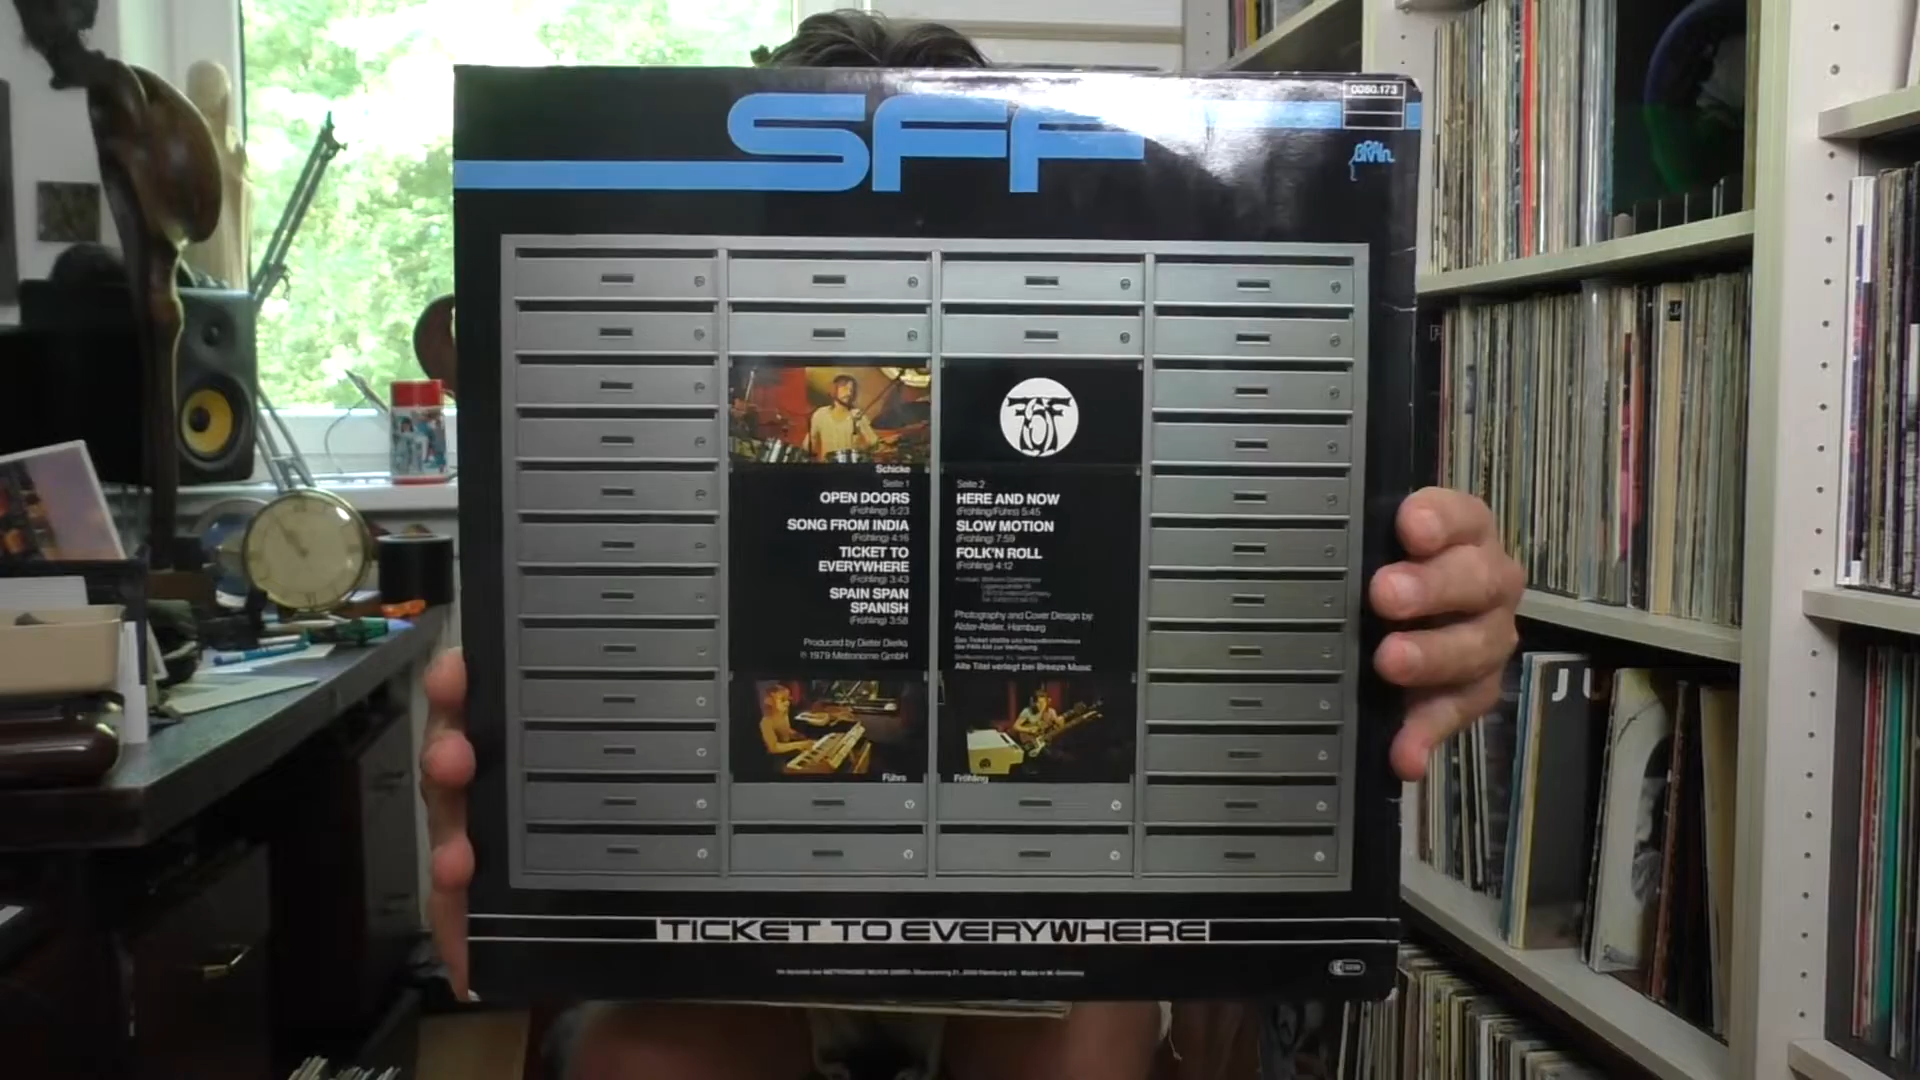 SFF
0060.173
BRAIN
Schicke
Seite 1
OPEN DOORS
(Fröhling) 5:23
SONG FROM INDIA
(Fröhling) 4:16
TICKET TO
EVERYWHERE
(Fröhling) 3:43
SPAIN SPAN
SPANISH
(Fröhling) 3:58
Produced by Dieter Dierks
℗ 1979 Metronome GmbH
Führs
Seite 2
HERE AND NOW
(Fröhling/Führs) 5:45
SLOW MOTION
(Fröhling) 7:59
FOLK'N ROLL
(Fröhling) 4:12
Photography and Cover Design by
Alster-Atelier, Hamburg
Alle Titel verlegt bei Breeze Music
Fröhling
TICKET TO EVERYWHERE
JU